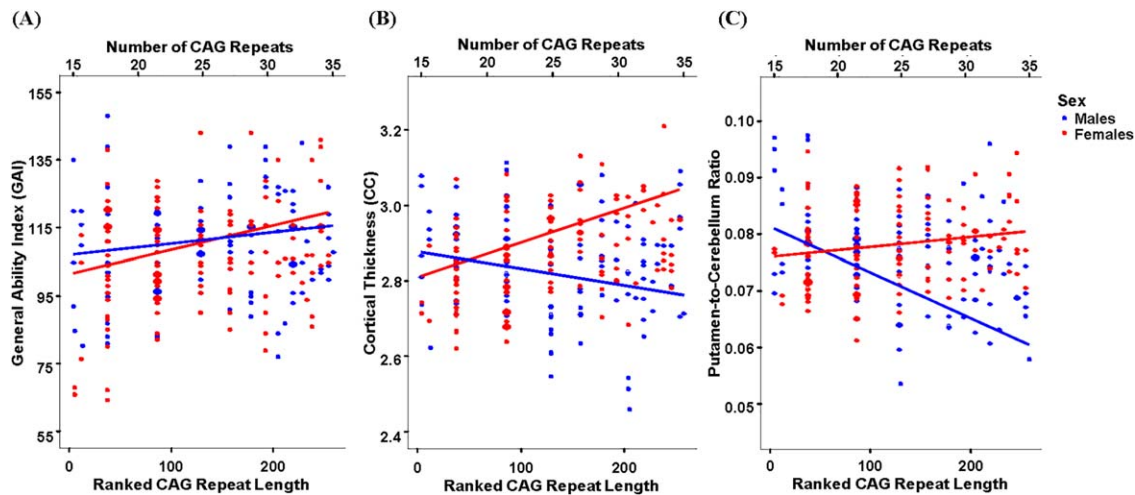 (A)
Number of CAG Repeats
15 20 25 30 35
General Ability Index (GAI)
155
135
115
95
75
55
0 100 200
Ranked CAG Repeat Length
(B)
Number of CAG Repeats
15 20 25 30 35
Cortical Thickness (CC)
3.2
3.0
2.8
2.6
2.4
0 100 200
Ranked CAG Repeat Length
(C)
Number of CAG Repeats
15 20 25 30 35
Putamen-to-Cerebellum Ratio
0.10
0.09
0.08
0.07
0.06
0.05
0 100 200
Ranked CAG Repeat Length
Sex
Males
Females